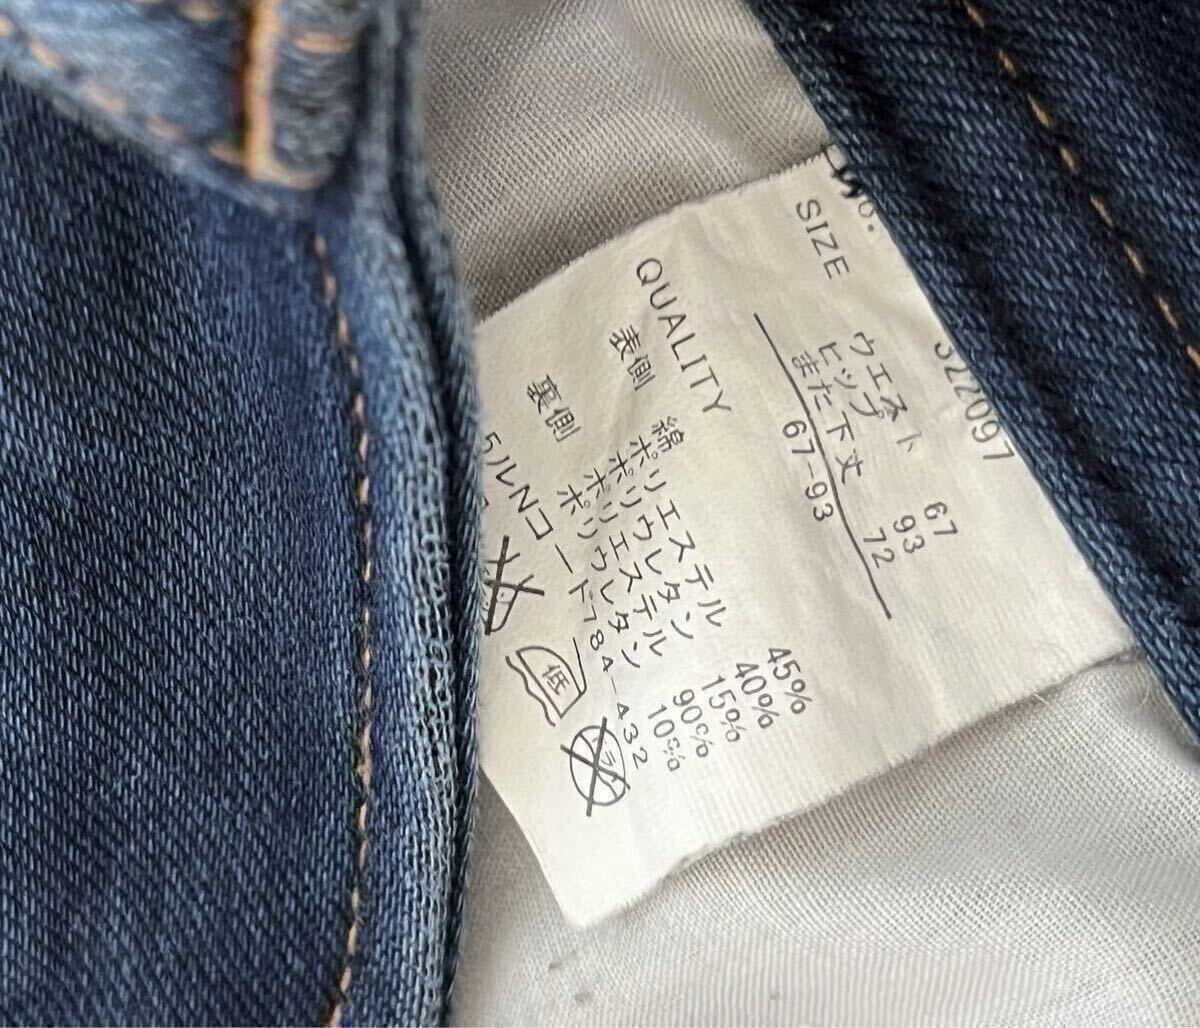 322097
SIZE
ウエスト 67
ヒップ 93
また下丈 72
67-93
QUALITY
表側 綿 45%
ポリエステル 40%
ポリウレタン 15%
裏側 ポリエステル 90%
ポリウレタン 10%
ルNコード784-432
低